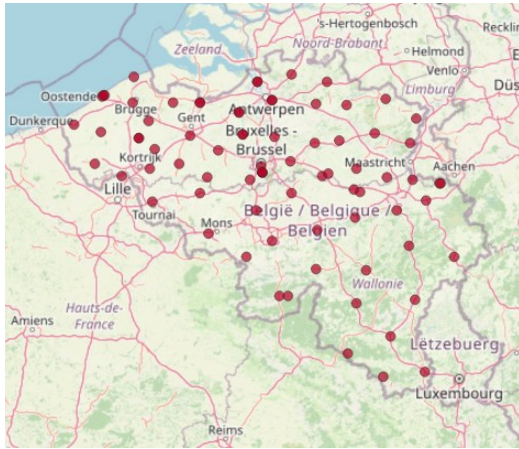 's-Hertogenbosch
Recklin
Zeeland
Noord-Brabant
Helmond
Venlo
Oostende
Limburg
Düs
Brugge
Antwerpen
Dunkerque
Gent
Bruxelles -
Brussel
Kortrijk
Maastricht
Aachen
Lille
Tournai
België / Belgique /
Belgien
Mons
Wallonie
Hauts-de-
France
Amiens
Lëtzebuerg
Luxembourg
Reims